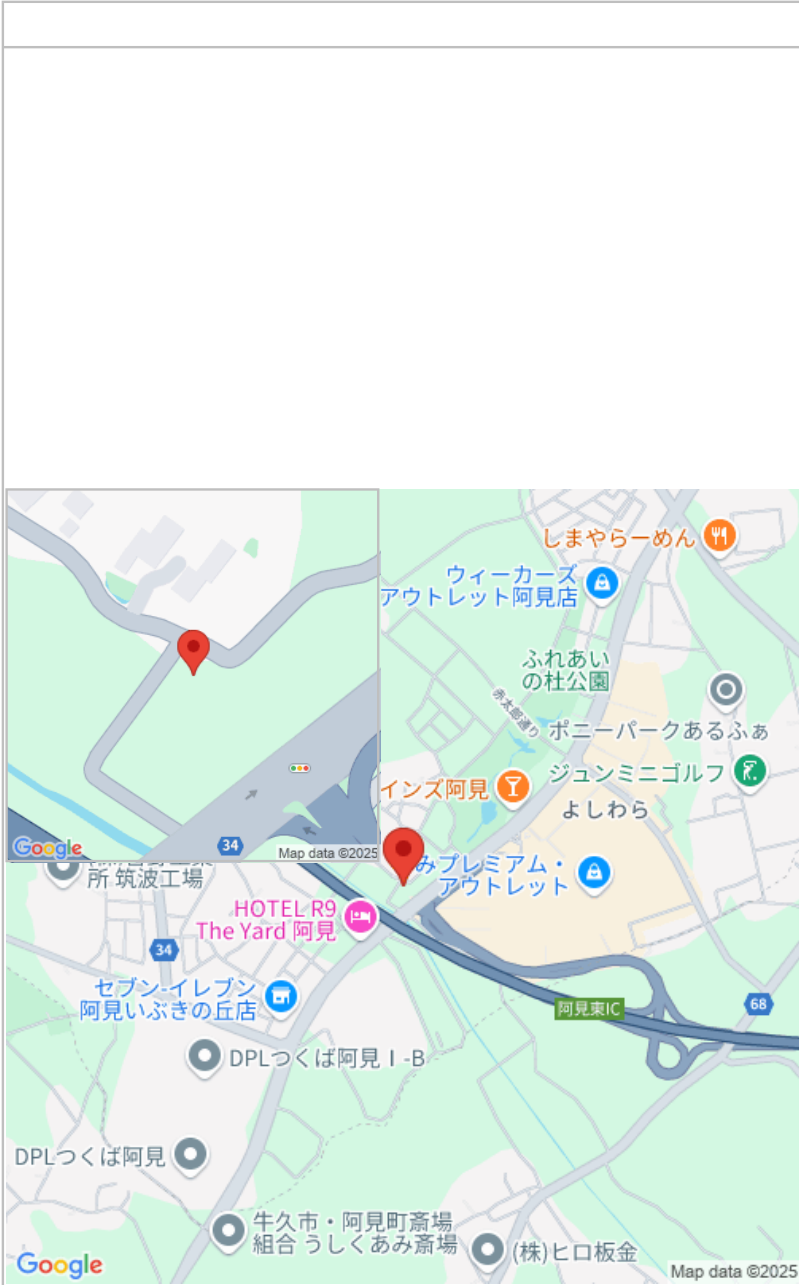 しまやらーめん
ウィーカーズ
アウトレット阿見店
ふれあい
の杜公園
赤太郎通り
ポニーパークあるふぁ
ジュンミニゴルフ
インズ阿見
よしわら
みプレミアム・
アウトレット
34
Google
Map data ©2025
所 筑波工場
HOTEL R9
The Yard 阿見
34
セブン-イレブン
阿見いぶきの丘店
阿見東IC
68
DPLつくば阿見Ⅰ-B
DPLつくば阿見
牛久市・阿見町斎場
組合 うしくあみ斎場
(株)ヒロ板金
Google
Map data ©2025